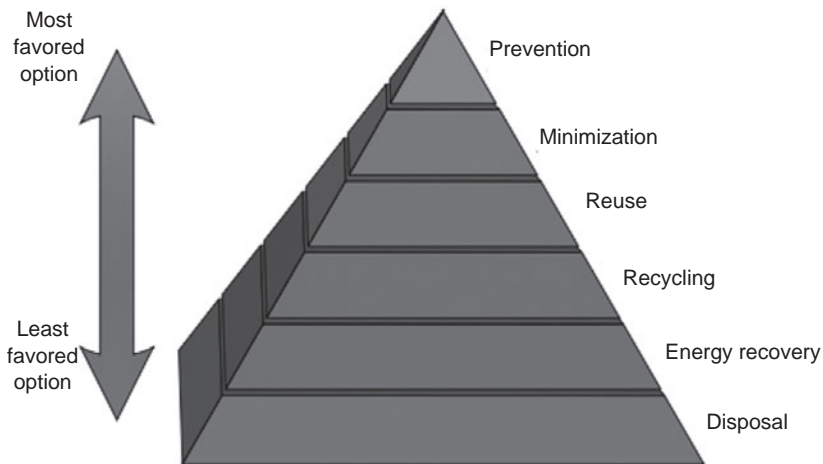 Most
favored
option
Prevention
Minimization
Reuse
Recycling
Least
favored
option
Energy recovery
Disposal